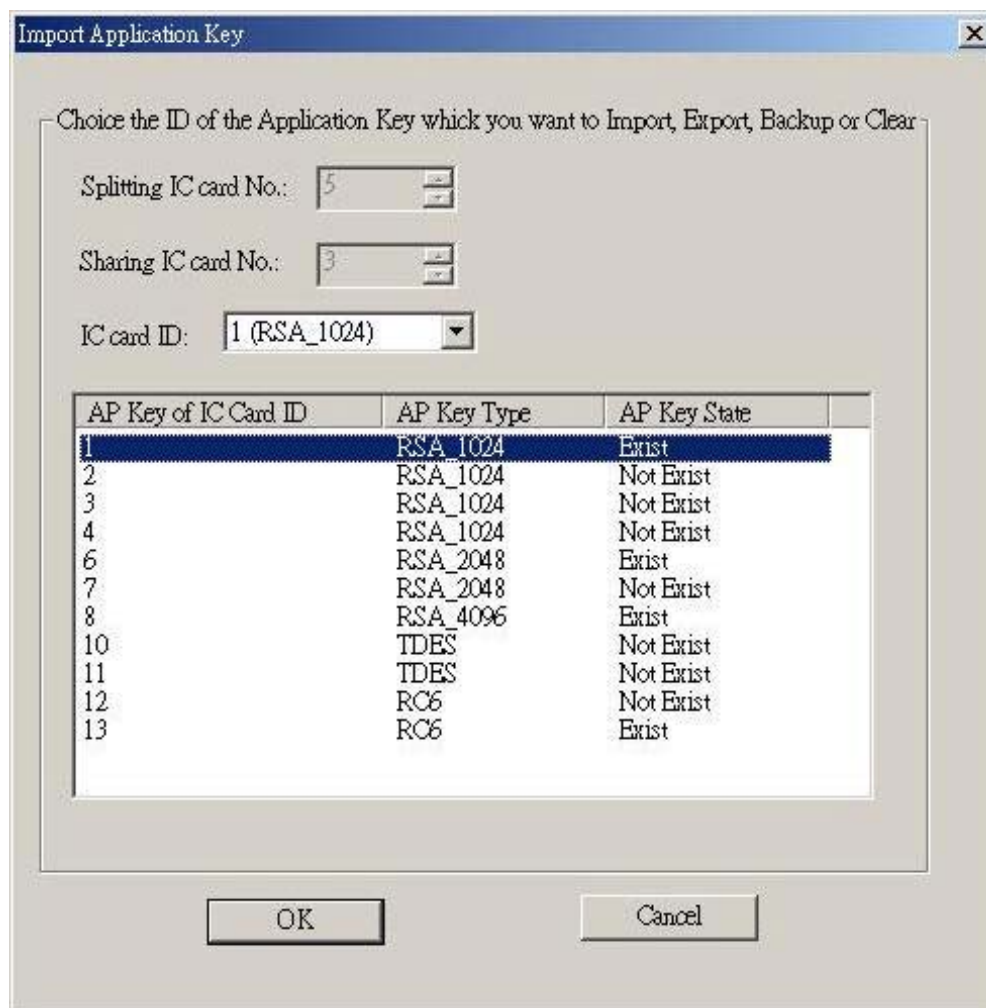 Import Application Key
Choice the ID of the Application Key whick you want to Import, Export, Backup or Clear
Splitting IC card No.: 5
Sharing IC card No.: 3
IC card ID: 1 (RSA_1024)
AP Key of IC Card ID AP Key Type AP Key State
1 RSA_1024 Exist
2 RSA_1024 Not Exist
3 RSA_1024 Not Exist
4 RSA_1024 Not Exist
6 RSA_2048 Exist
7 RSA_2048 Not Exist
8 RSA_4096 Exist
10 TDES Not Exist
11 TDES Not Exist
12 RC6 Not Exist
13 RC6 Exist
OK Cancel